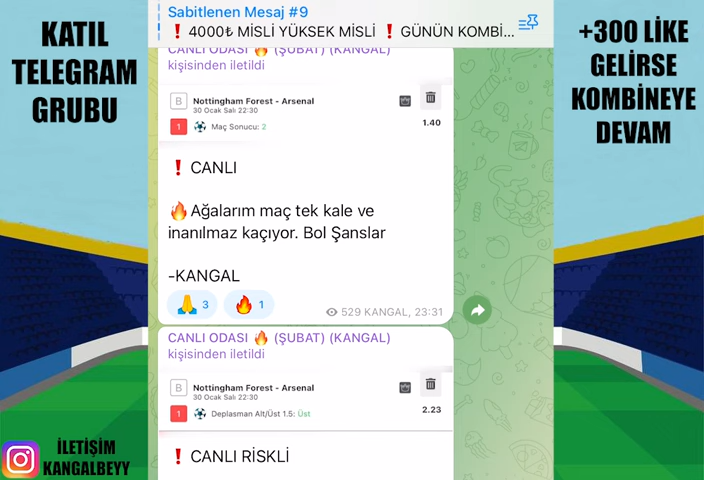 KATIL
TELEGRAM
GRUBU
Sabitlenen Mesaj #9
❗ 4000₺ MİSLİ YÜKSEK MİSLİ ❗ GÜNÜN KOMBİ...
+300 LİKE
GELİRSE
KOMBİNEYE
DEVAM
CANLI ODASI 🔥 (ŞUBAT) (KANGAL)
kişisinden iletildi
B Nottingham Forest - Arsenal
30 Ocak Salı 22:30
1 Maç Sonucu: 2
1.40
❗ CANLI
🔥Ağalarım maç tek kale ve
inanılmaz kaçıyor. Bol Şanslar
-KANGAL
🙏 3 🔥 1
529 KANGAL, 23:31
CANLI ODASI 🔥 (ŞUBAT) (KANGAL)
kişisinden iletildi
B Nottingham Forest - Arsenal
30 Ocak Salı 22:30
1 Deplasman Alt/Üst 1.5: Üst
2.23
❗ CANLI RİSKLİ
İLETİŞİM
KANGALBEYY